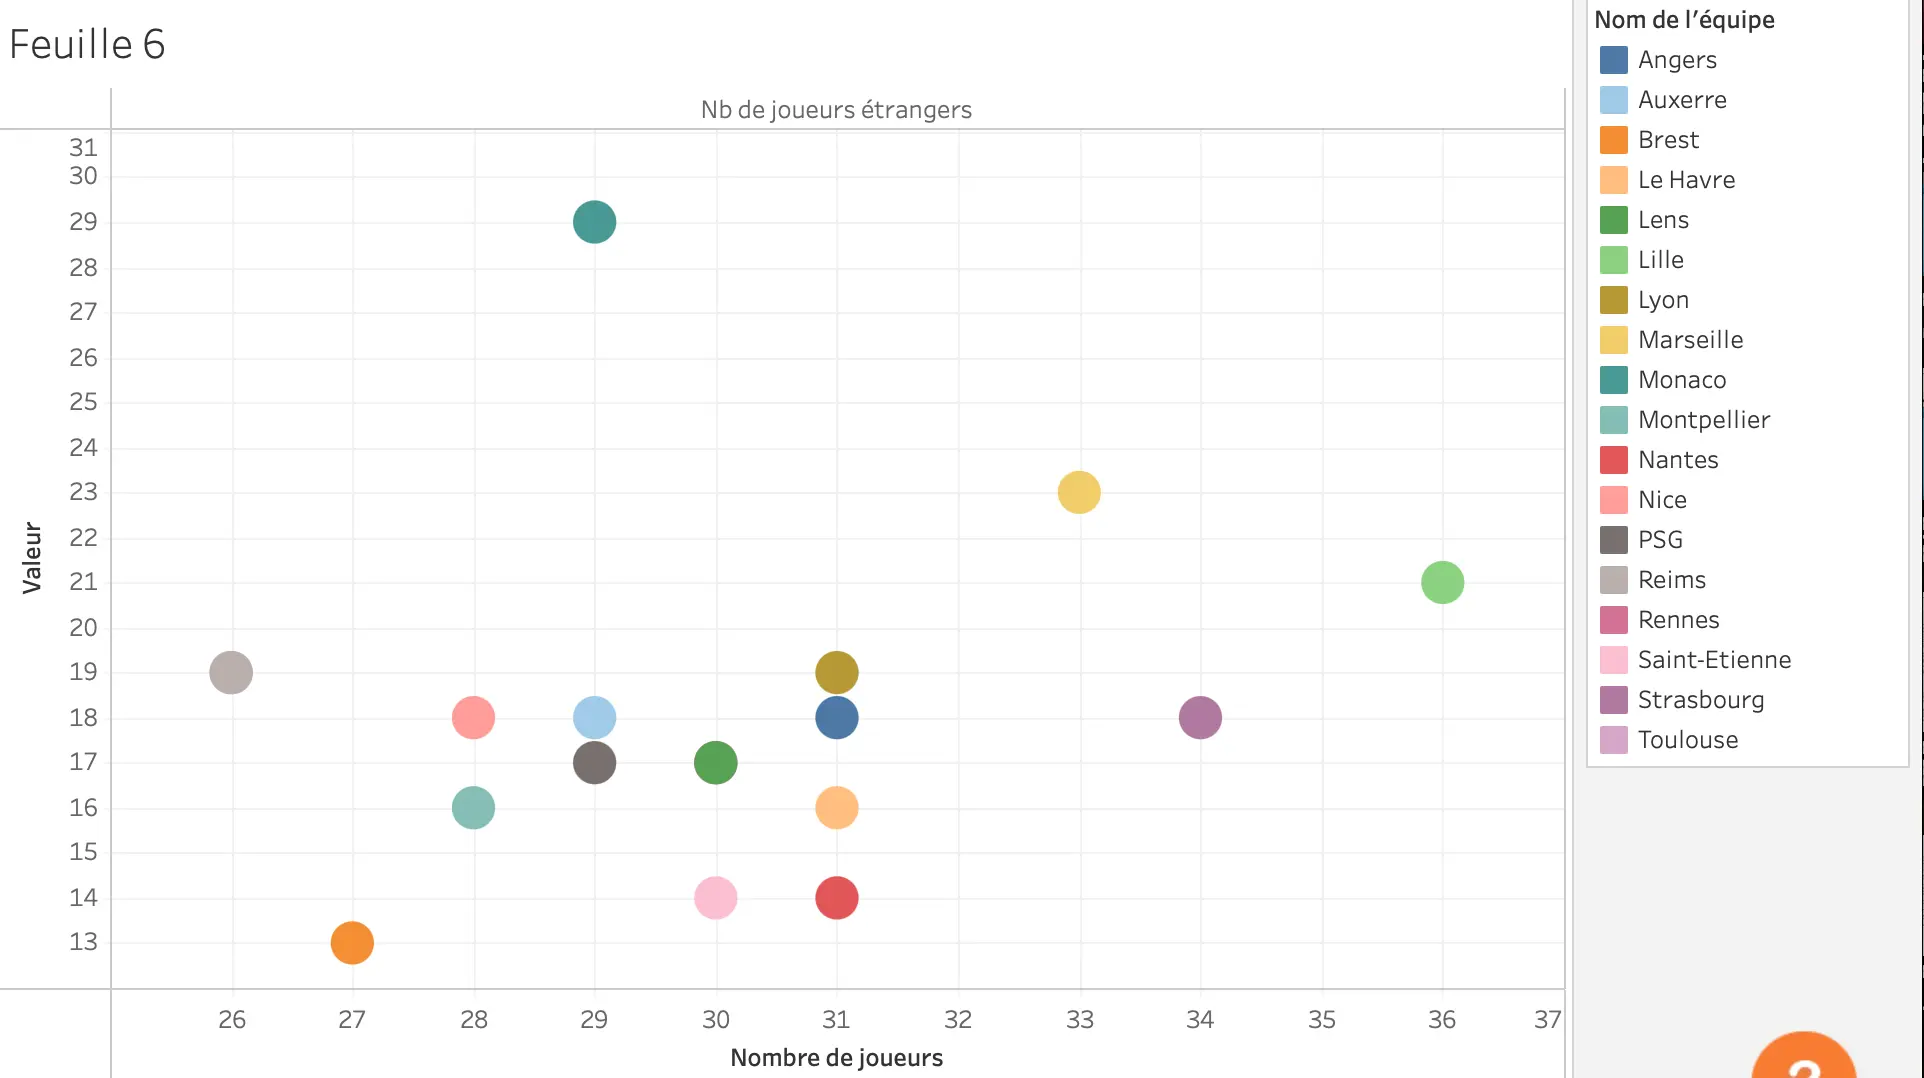 Feuille 6
Nb de joueurs étrangers
31
30
29
28
27
26
25
24
23
22
21
20
19
18
17
16
15
14
13
Valeur
26 27 28 29 30 31 32 33 34 35 36 37
Nombre de joueurs
Nom de l’équipe
Angers
Auxerre
Brest
Le Havre
Lens
Lille
Lyon
Marseille
Monaco
Montpellier
Nantes
Nice
PSG
Reims
Rennes
Saint-Etienne
Strasbourg
Toulouse